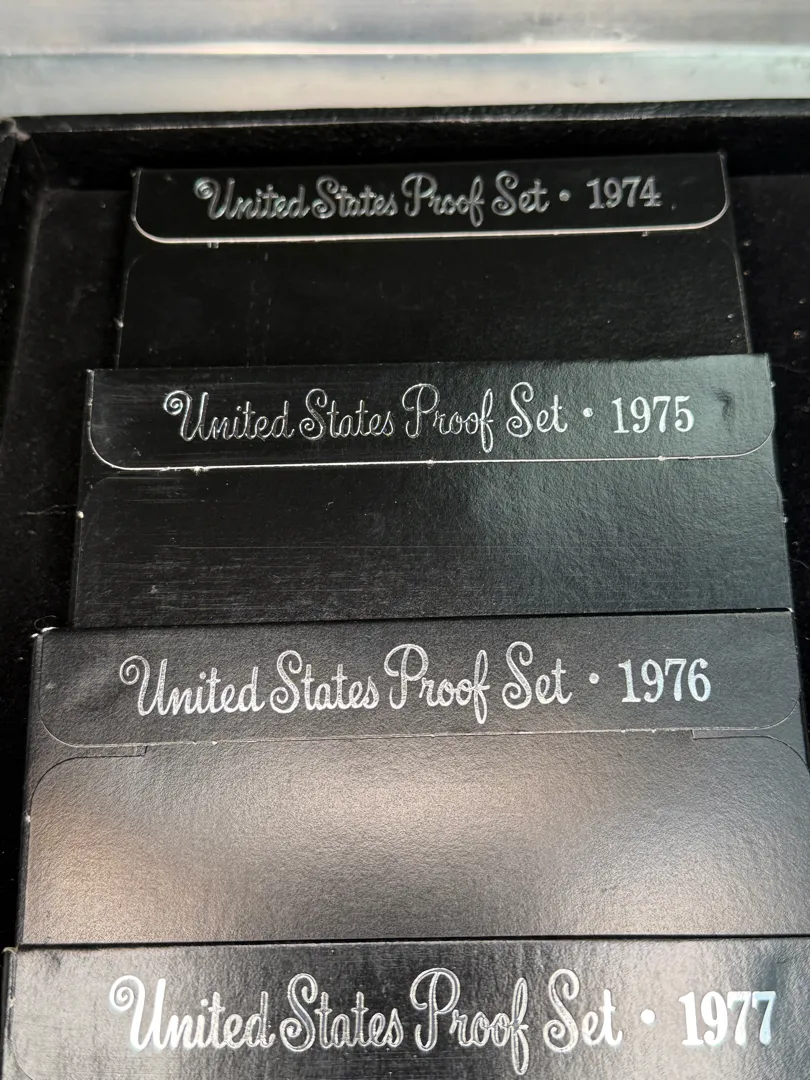 United States Proof Set • 1974
United States Proof Set • 1975
United States Proof Set • 1976
United States Proof Set • 1977